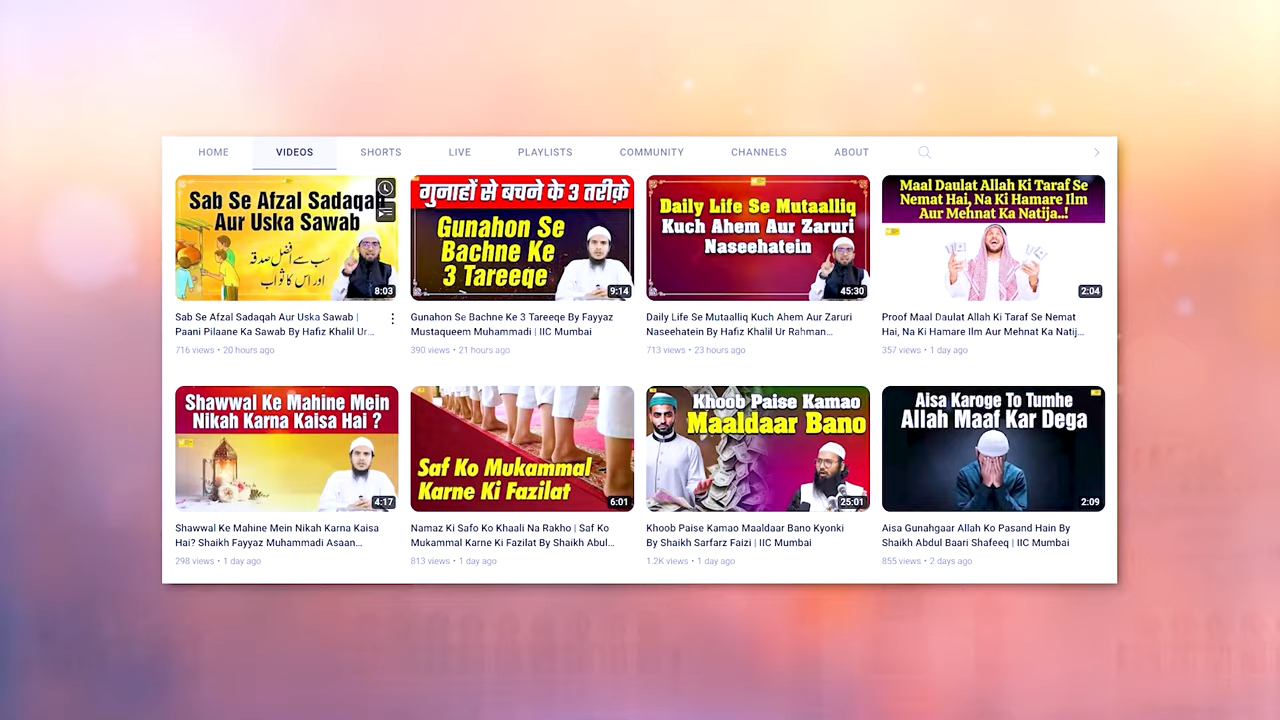 HOME VIDEOS SHORTS LIVE PLAYLISTS COMMUNITY CHANNELS ABOUT
Sab Se Afzal Sadaqah
Aur Uska Sawab
سب سے افضل صدقہ
اور اس کا ثواب
8:03
Sab Se Afzal Sadaqah Aur Uska Sawab |
Paani Pilaane Ka Sawab By Hafiz Khalil Ur...
716 views • 20 hours ago
गुनाहों से बचने के 3 तरीक़े
Gunahon Se
Bachne Ke
3 Tareeqe
9:14
Gunahon Se Bachne Ke 3 Tareeqe By Fayyaz
Mustaqueem Muhammadi | IIC Mumbai
390 views • 21 hours ago
Daily Life Se Mutaalliq
Kuch Ahem Aur Zaruri
Naseehatein
45:30
Daily Life Se Mutaalliq Kuch Ahem Aur Zaruri
Naseehatein By Hafiz Khalil Ur Rahman...
713 views • 23 hours ago
Maal Daulat Allah Ki Taraf Se
Nemat Hai, Na Ki Hamare Ilm
Aur Mehnat Ka Natija..!
2:04
Proof Maal Daulat Allah Ki Taraf Se Nemat
Hai, Na Ki Hamare Ilm Aur Mehnat Ka Natij...
357 views • 1 day ago
Shawwal Ke Mahine Mein
Nikah Karna Kaisa Hai ?
4:17
Shawwal Ke Mahine Mein Nikah Karna Kaisa
Hai? Shaikh Fayyaz Muhammadi Asaan...
298 views • 1 day ago
Saf Ko Mukammal
Karne Ki Fazilat
6:01
Namaz Ki Safo Ko Khaali Na Rakho | Saf Ko
Mukammal Karne Ki Fazilat By Shaikh Abul...
813 views • 1 day ago
Khoob Paise Kamao
Maaldaar Bano
25:01
Khoob Paise Kamao Maaldaar Bano Kyonki
By Shaikh Sarfarz Faizi | IIC Mumbai
1.2K views • 1 day ago
Aisa Karoge To Tumhe
Allah Maaf Kar Dega
2:09
Aisa Gunahgaar Allah Ko Pasand Hain By
Shaikh Abdul Baari Shafeeq | IIC Mumbai
855 views • 2 days ago